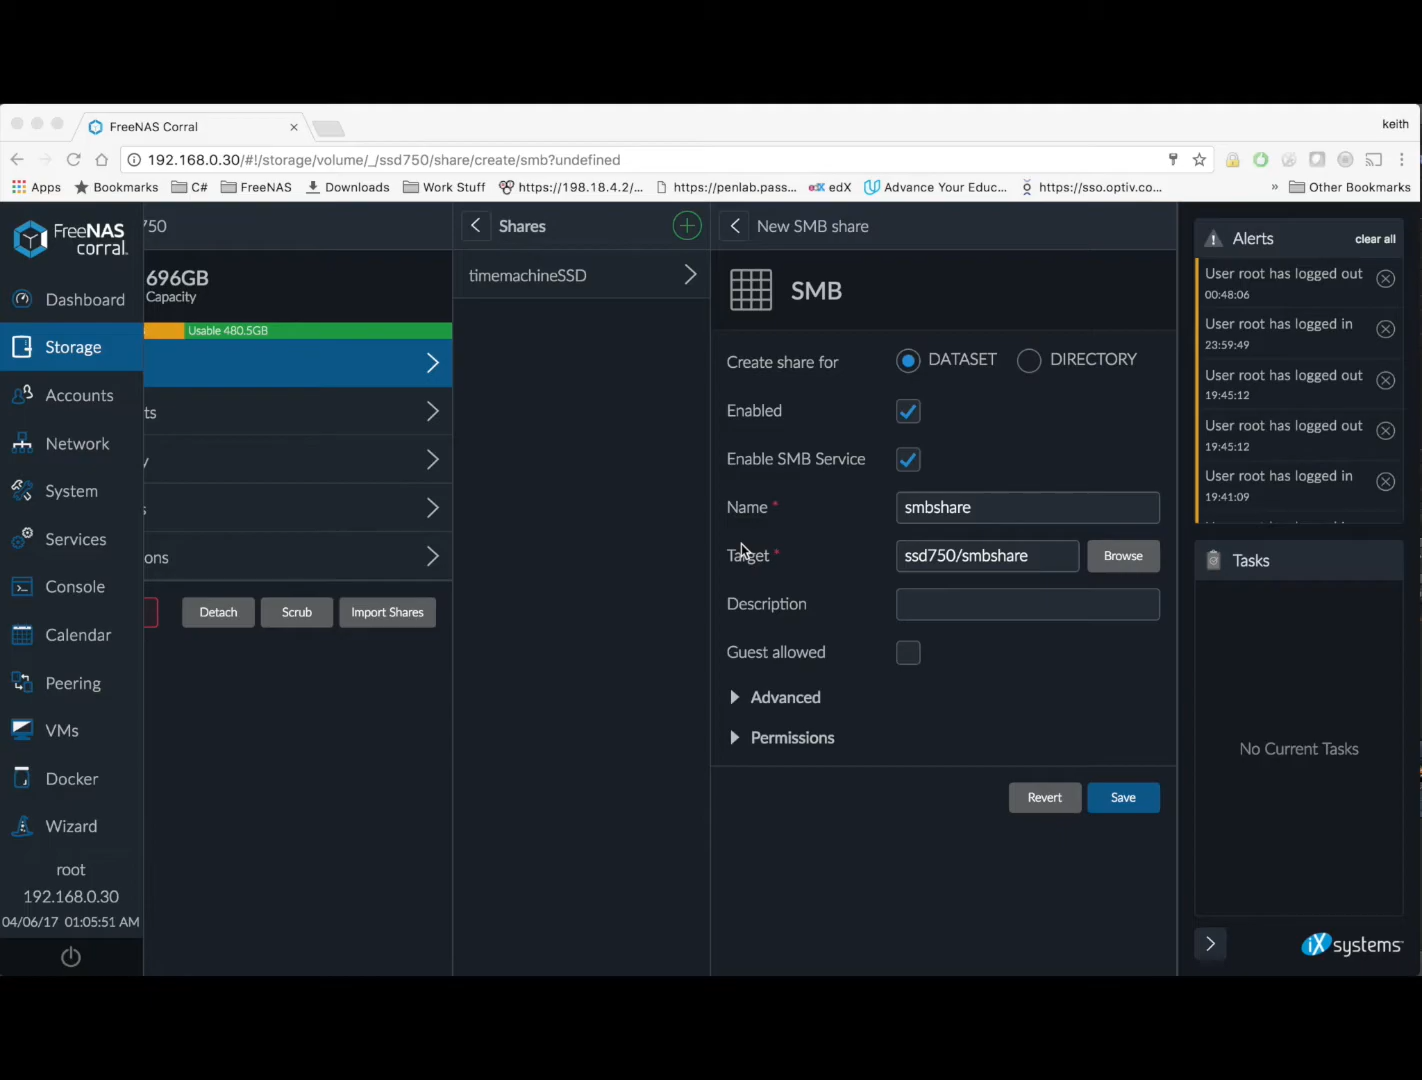 FreeNAS Corral
keith
192.168.0.30/#!/storage/volume/_/ssd750/share/create/smb?undefined
Apps
Bookmarks
C#
FreeNAS
Downloads
Work Stuff
https://198.18.4.2/...
https://penlab.pass...
edX edX
Advance Your Educ...
https://sso.optiv.co...
»
Other Bookmarks
FreeNAS
corral
Dashboard
Storage
Accounts
Network
System
Services
Console
Calendar
Peering
VMs
Docker
Wizard
root
192.168.0.30
04/06/17 01:05:51 AM
750
696GB
Capacity
Usable 480.5GB
ts
y
s
ons
Detach
Scrub
Import Shares
Shares
timemachineSSD
New SMB share
SMB
Create share for
DATASET
DIRECTORY
Enabled
Enable SMB Service
Name *
smbshare
Target *
ssd750/smbshare
Browse
Description
Guest allowed
Advanced
Permissions
Revert
Save
Alerts
clear all
User root has logged out
00:48:06
User root has logged in
23:59:49
User root has logged out
19:45:12
User root has logged out
19:45:12
User root has logged in
19:41:09
Tasks
No Current Tasks
iXsystems